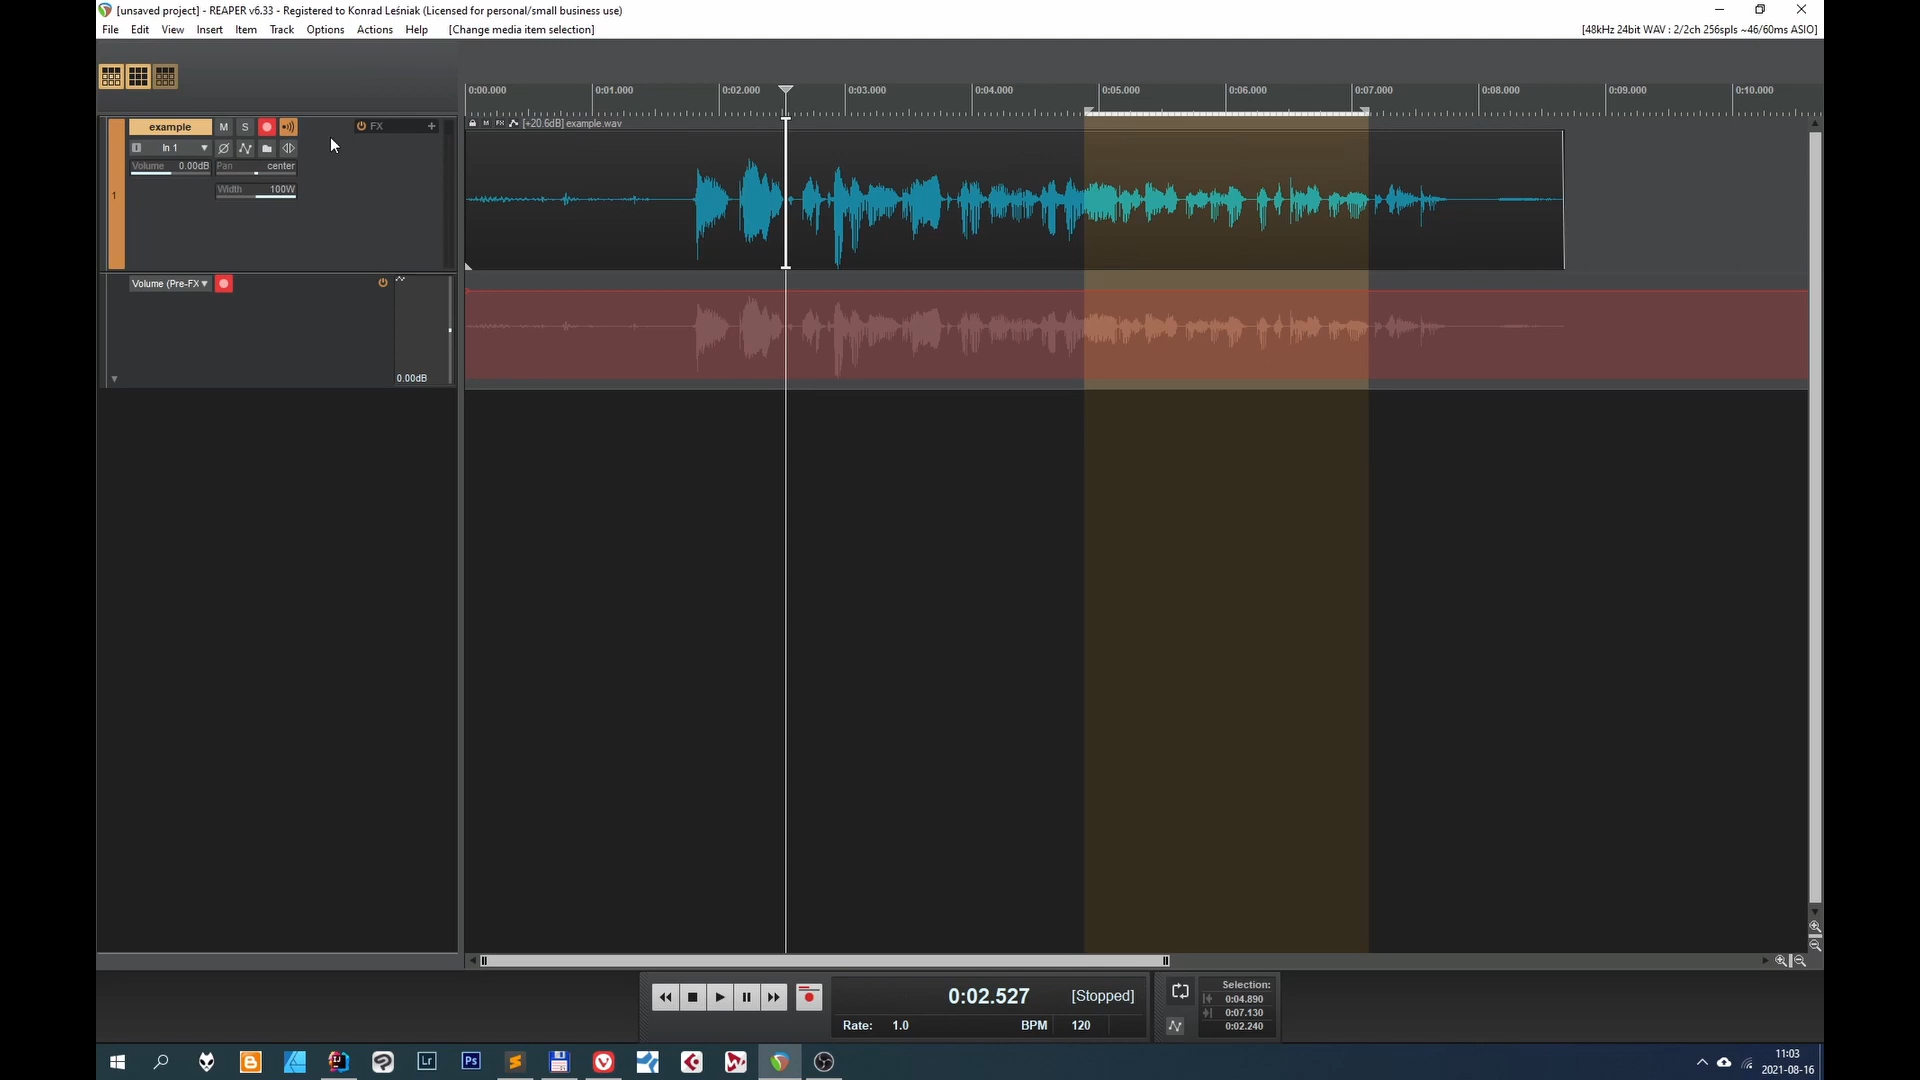 [unsaved project] - REAPER v6.33 - Registered to Konrad Leśniak (Licensed for personal/small business use)
File Edit View Insert Item Track Options Actions Help [Change media item selection]
[48kHz 24bit WAV : 2/2ch 256spls ~46/60ms ASIO]
0:00.000 0:01.000 0:02.000 0:03.000 0:04.000 0:05.000 0:06.000 0:07.000 0:08.000 0:09.000 0:10.000
M FX [+20.6dB] example.wav
example M S FX +
In 1
Volume 0.00dB Pan center
Width 100W
1
Volume (Pre-FX
0.00dB
0:02.527 [Stopped]
Rate: 1.0 BPM 120
Selection:
0:04.890
0:07.130
0:02.240
Lr Ps
11:03
2021-08-16